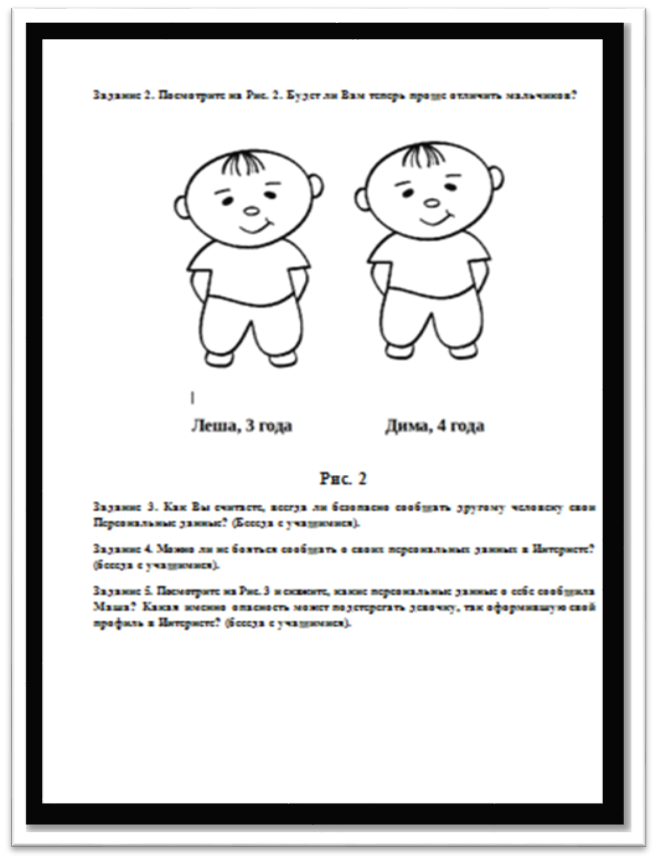 Задание 2. Посмотрите на Рис. 2. Будет ли Вам теперь проще отличить мальчиков?
Леша, 3 года
Дима, 4 года
Рис. 2
Задание 3. Как Вы считаете, всегда ли безопасно сообщать другому человеку свои
Персональные данные? (Беседа с учащимися).
Задание 4. Можно ли не бояться сообщать о своих персональных данных в Интернете?
(беседа с учащимися).
Задание 5. Посмотрите на Рис. 3 и скажите, какие персональные данные о себе сообщила
Маша? Какая именно опасность может подстерегать девочку, так оформившую свой
профиль в Интернете? (беседа с учащимися).